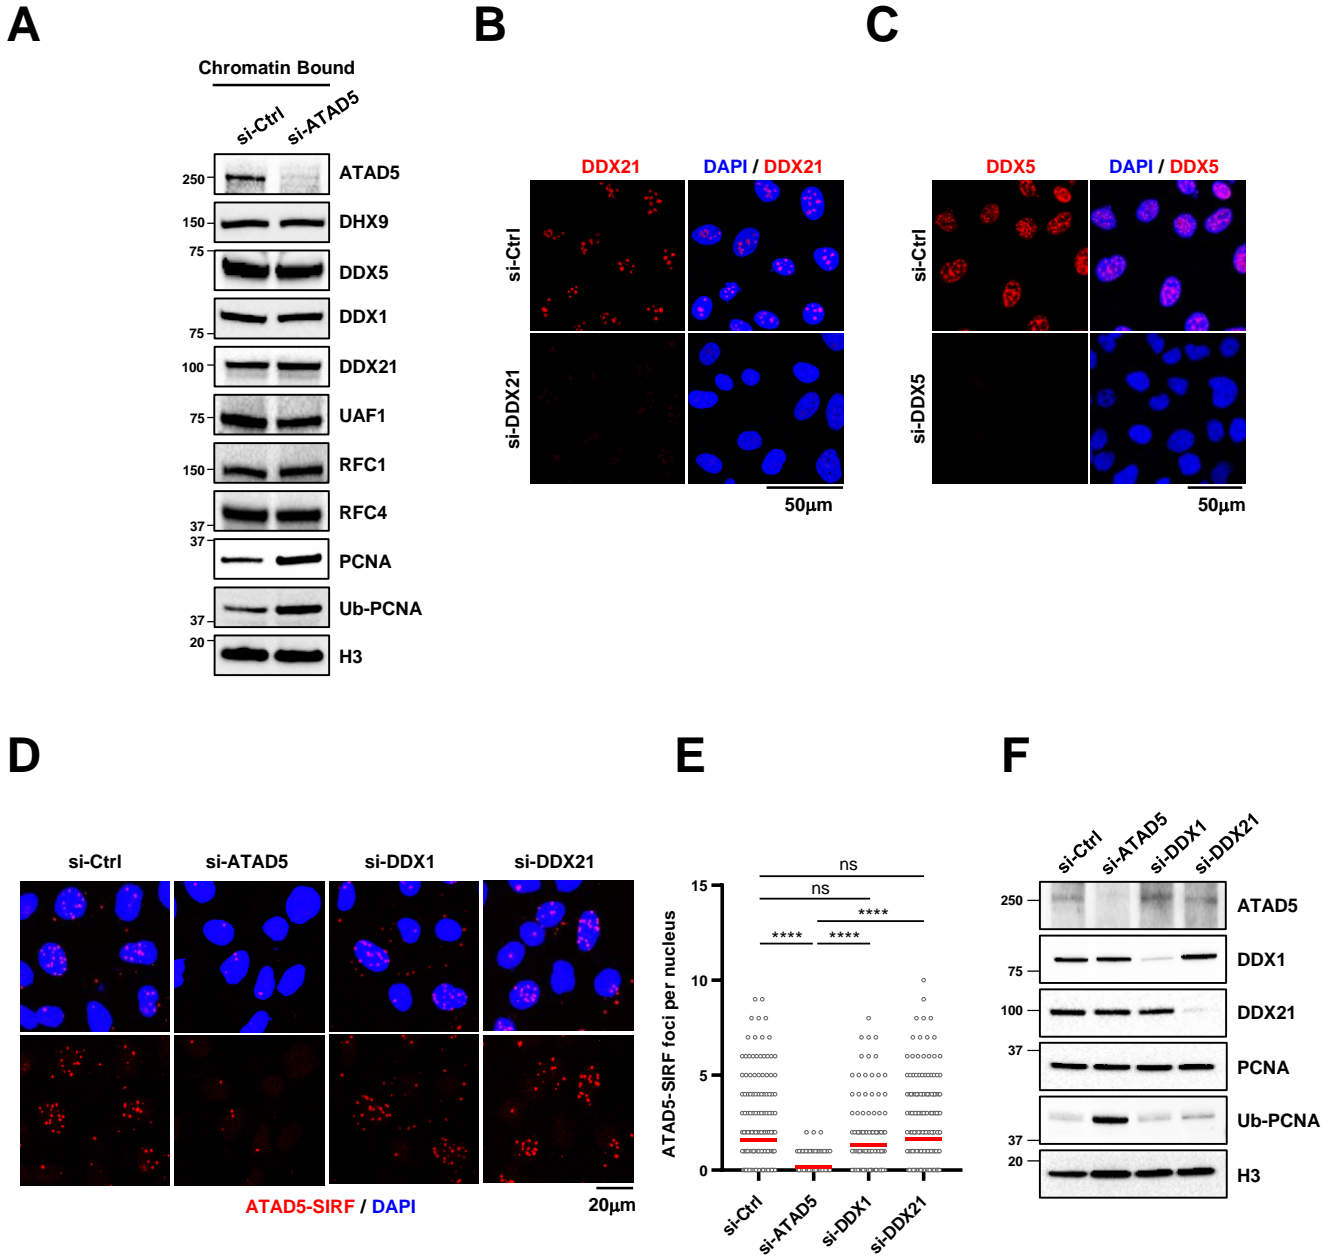 A
Chromatin Bound
si-Ctrl
si-ATAD5
250
ATAD5
150
DHX9
75
DDX5
DDX1
75
100
DDX21
75
UAF1
150
RFC1
RFC4
37
37
PCNA
Ub-PCNA
37
20
H3
B
DDX21
DAPI / DDX21
si-Ctrl
si-DDX21
50μm
C
DDX5
DAPI / DDX5
si-Ctrl
si-DDX5
50μm
D
si-Ctrl
si-ATAD5
si-DDX1
si-DDX21
ATAD5-SIRF / DAPI
20μm
E
ATAD5-SIRF foci per nucleus
15
10
5
0
ns
ns
****
**** ****
si-Ctrl
si-ATAD5
si-DDX1
si-DDX21
F
si-Ctrl
si-ATAD5
si-DDX1
si-DDX21
250
ATAD5
DDX1
75
100
DDX21
37
PCNA
Ub-PCNA
37
20
H3